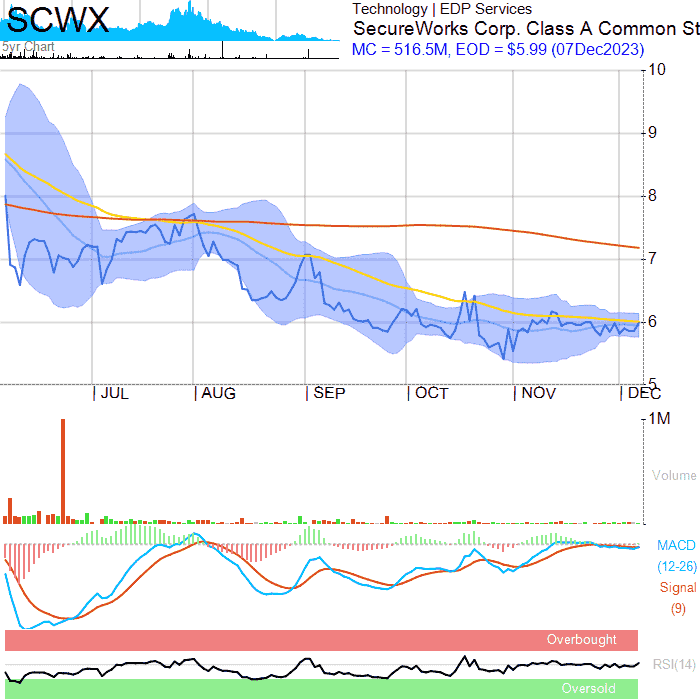 SCWX
5yr Chart
Technology | EDP Services
SecureWorks Corp. Class A Common St
MC = 516.5M, EOD = $5.99 (07Dec2023)
10
9
8
7
6
5
JUL AUG SEP OCT NOV DEC
1M
Volume
MACD
(12-26)
Signal
(9)
Overbought
RSI(14)
Oversold